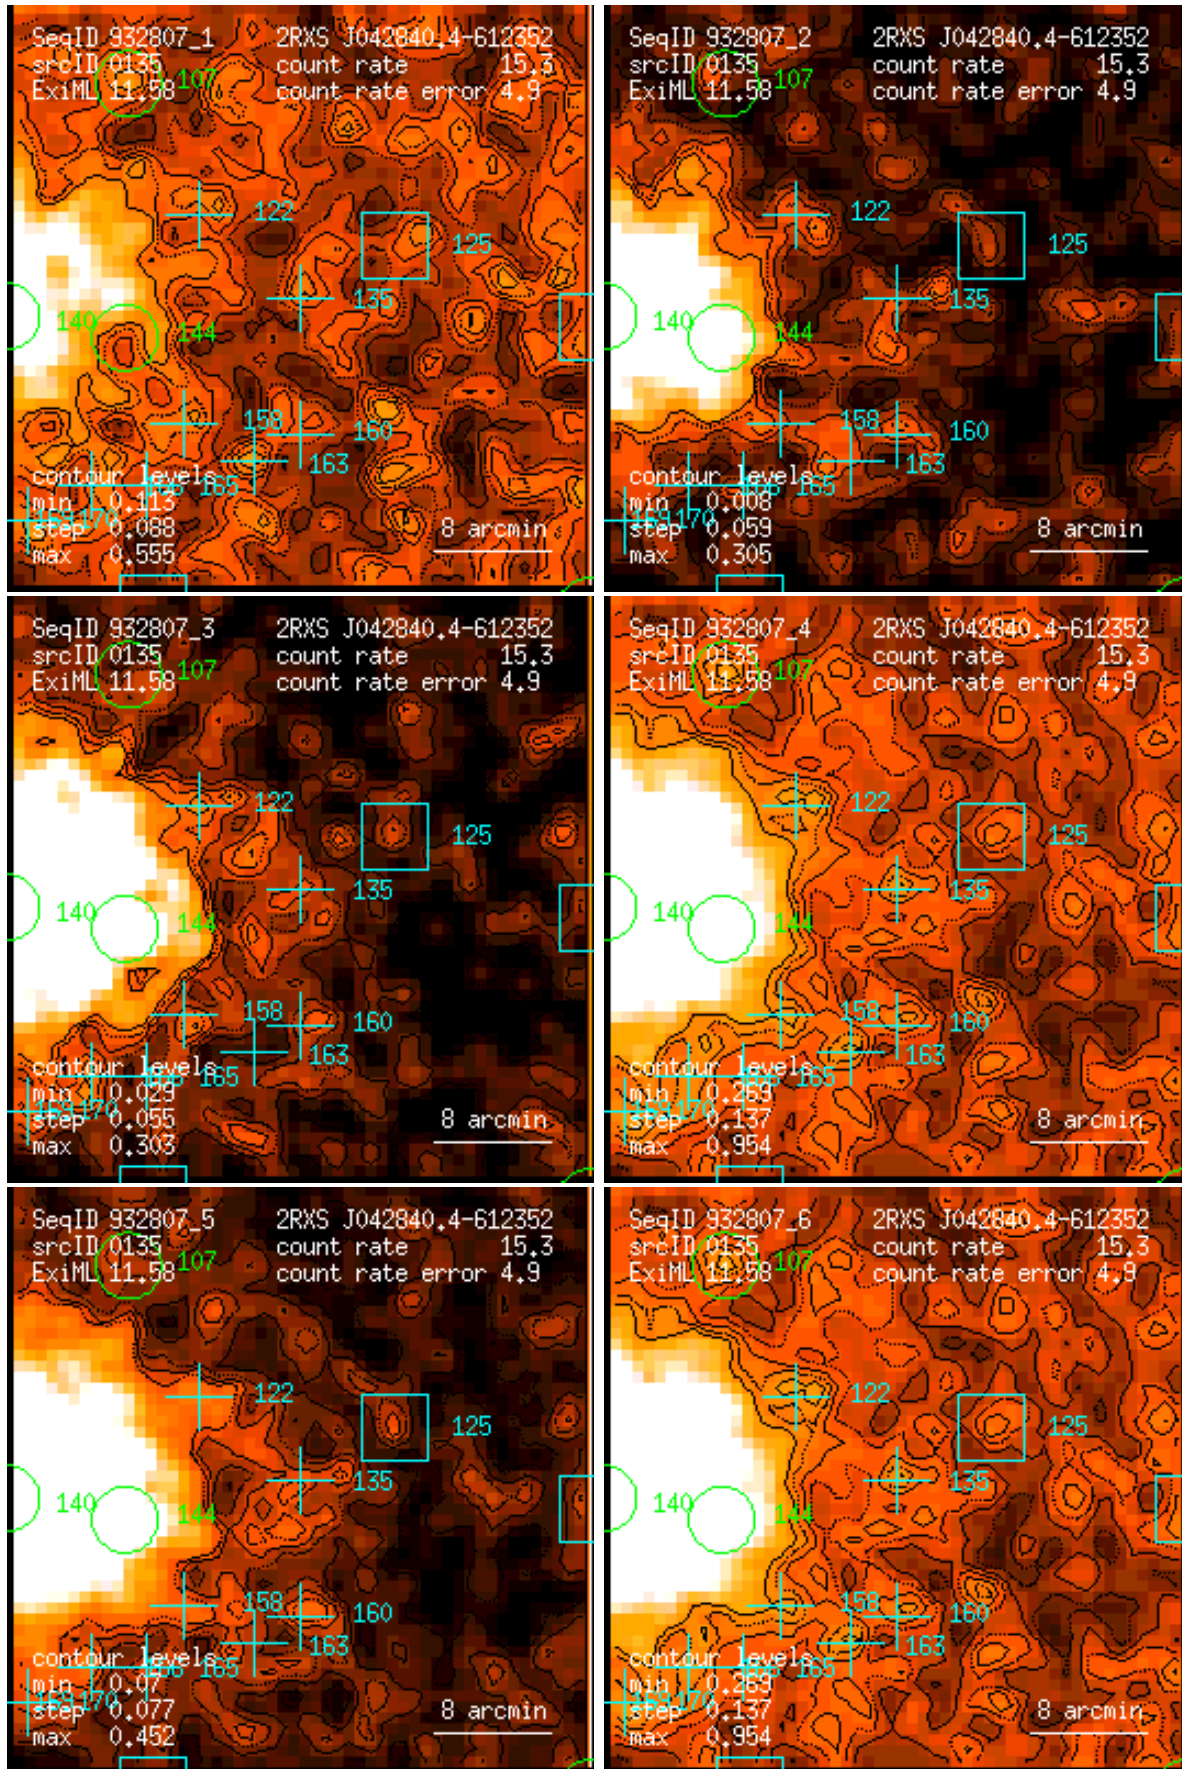 SeqID 932807_1 2RXS J042840.4-612352
srcID 0135 count rate 15.3
ExiML 11.58 count rate error 4.9
107
122
125
135
140 144
158 160
163
contour levels 165
min 0.113
170
step 0.088
max 0.555
8 arcmin
SeqID 932807_2 2RXS J042840.4-612352
srcID 0135 count rate 15.3
ExiML 11.58 count rate error 4.9
107
122
125
135
140 144
158 160
163
contour levels 165
min 0.008
170
step 0.059
max 0.305
8 arcmin
SeqID 932807_3 2RXS J042840.4-612352
srcID 0135 count rate 15.3
ExiML 11.58 count rate error 4.9
107
122
125
135
140 144
158 160
163
contour levels 165
min 0.029
170
step 0.055
max 0.303
8 arcmin
SeqID 932807_4 2RXS J042840.4-612352
srcID 0135 count rate 15.3
ExiML 11.58 count rate error 4.9
107
122
125
135
140 144
158 160
163
contour levels 165
min 0.269
170
step 0.137
max 0.954
8 arcmin
SeqID 932807_5 2RXS J042840.4-612352
srcID 0135 count rate 15.3
ExiML 11.58 count rate error 4.9
107
122
125
135
140 144
158 160
163
contour levels 165
min 0.07
170
step 0.077
max 0.452
8 arcmin
SeqID 932807_6 2RXS J042840.4-612352
srcID 0135 count rate 15.3
ExiML 11.58 count rate error 4.9
107
122
125
135
140 144
158 160
163
contour levels 165
min 0.269
170
step 0.137
max 0.954
8 arcmin